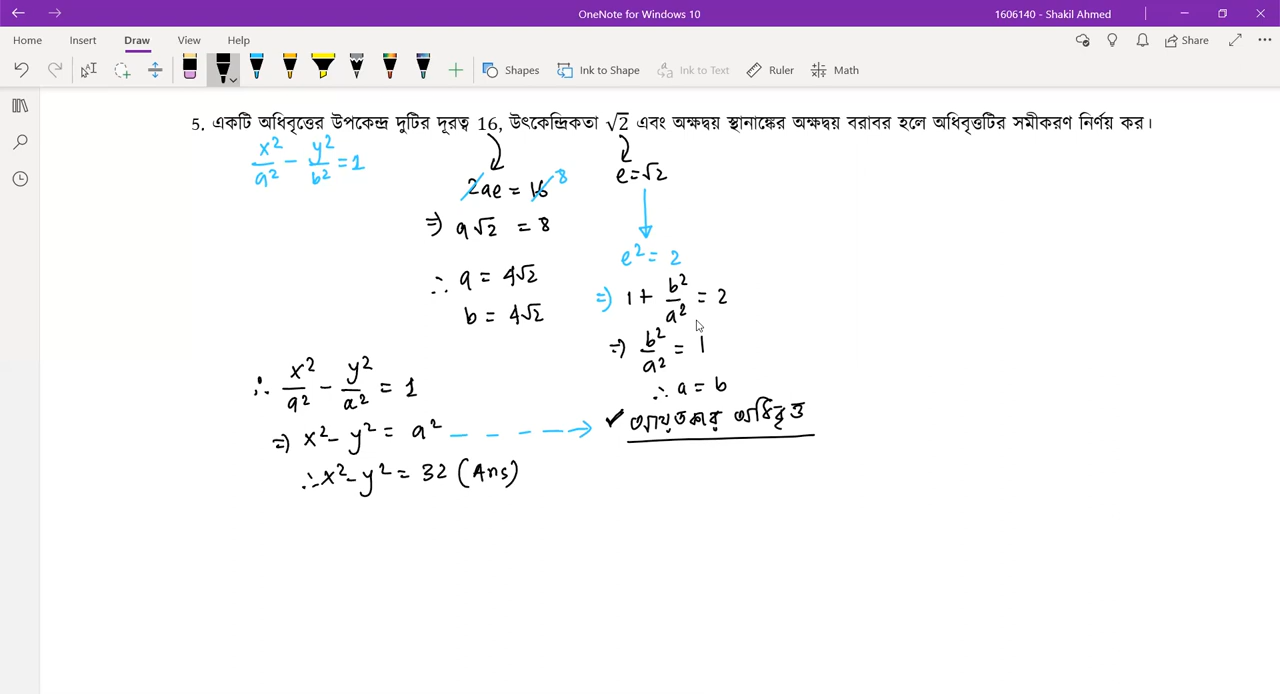 OneNote for Windows 10
1606140 - Shakil Ahmed
Home Insert Draw View Help
Share
Shapes Ink to Shape Ink to Text Ruler Math
5. একটি অধিবৃত্তের উপকেন্দ্র দুটির দূরত্ব 16, উৎকেন্দ্রিকতা √2 এবং অক্ষদ্বয় স্থানাঙ্কের অক্ষদ্বয় বরাবর হলে অধিবৃত্তটির সমীকরণ নির্ণয় কর।
x²/a² − y²/b² = 1
2ae = 16 8
⇒ a√2 = 8
∴ a = 4√2
b = 4√2
e = √2
e² = 2
⇒ 1 + b²/a² = 2
⇒ b²/a² = 1
∴ a = b
✓ আয়তাকার অধিবৃত্ত
∴ x²/a² − y²/a² = 1
⇒ x² − y² = a²
∴ x² − y² = 32 (Ans)